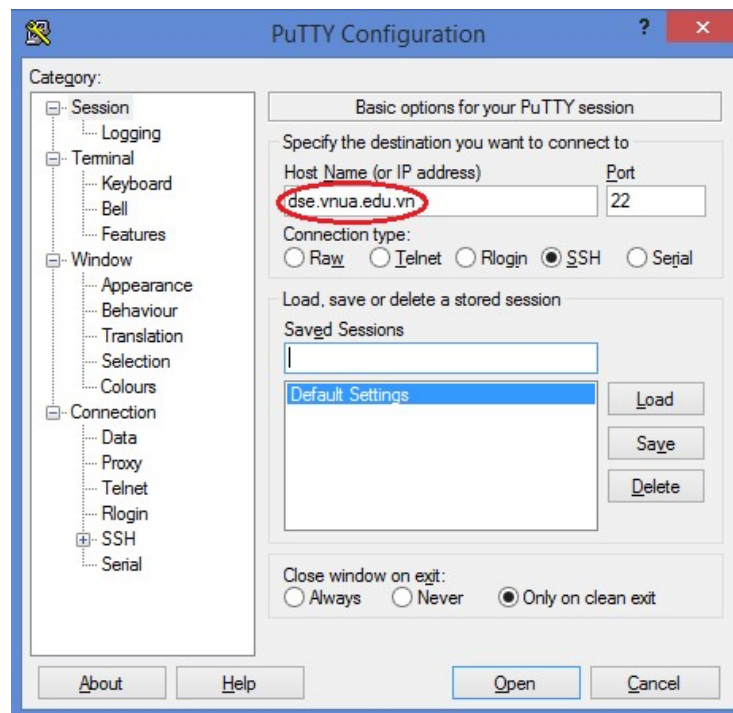 PuTTY Configuration
?
×
Category:
Session
Logging
Terminal
Keyboard
Bell
Features
Window
Appearance
Behaviour
Translation
Selection
Colours
Connection
Data
Proxy
Telnet
Rlogin
SSH
Serial
Basic options for your PuTTY session
Specify the destination you want to connect to
Host Name (or IP address) Port
dse.vnua.edu.vn 22
Connection type:
Raw Telnet Rlogin SSH Serial
Load, save or delete a stored session
Saved Sessions
Default Settings
Load
Save
Delete
Close window on exit:
Always Never Only on clean exit
About Help Open Cancel